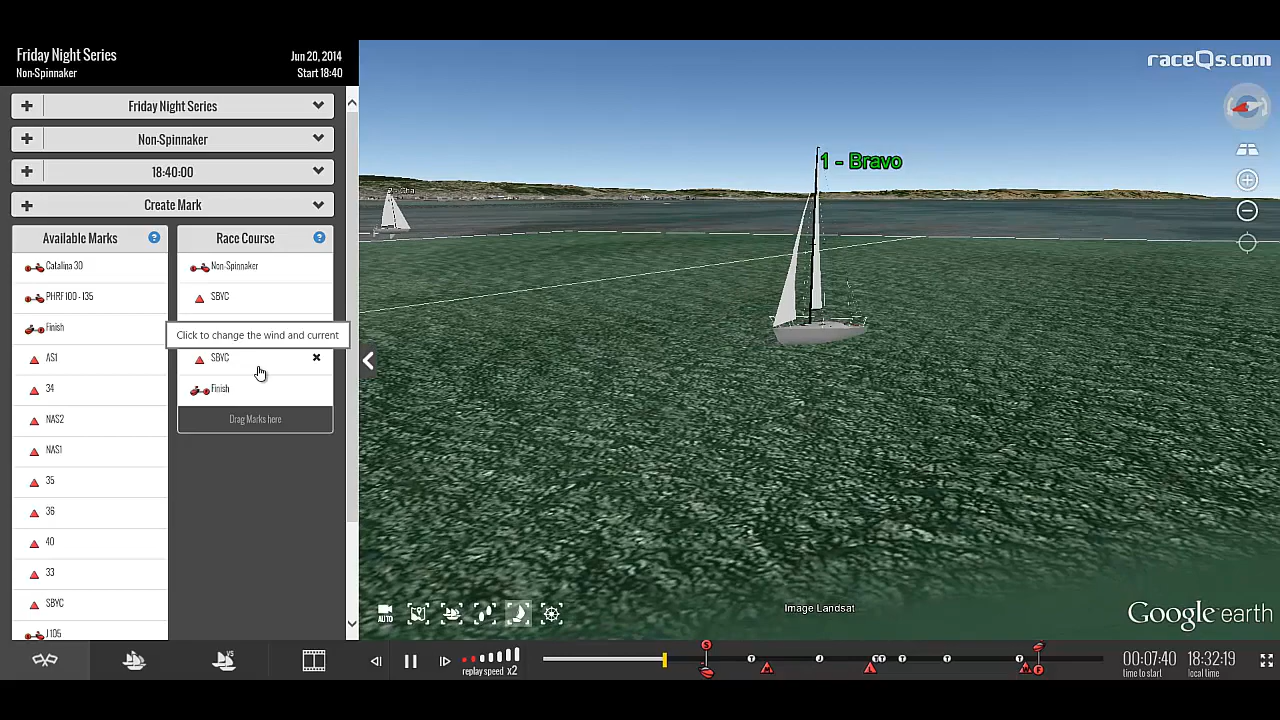 Friday Night Series
Jun 20, 2014
Non-Spinnaker
Start 18:40
Friday Night Series
Non-Spinnaker
18:40:00
Create Mark
Available Marks
Race Course
Catalina 30
PHRF100 - 135
Finish
AS1
34
NAS2
NAS1
35
36
40
33
SBYC
J105
Non-Spinnaker
SBYC
Click to change the wind and current
SBYC
Finish
Drag Marks here
raceQs.com
1 - Bravo
AUTO
Image Landsat
Google earth
VS
replay speed x2
S
T
J
T
T
T
T
T
F
00:07:40
time to start
18:32:19
local time